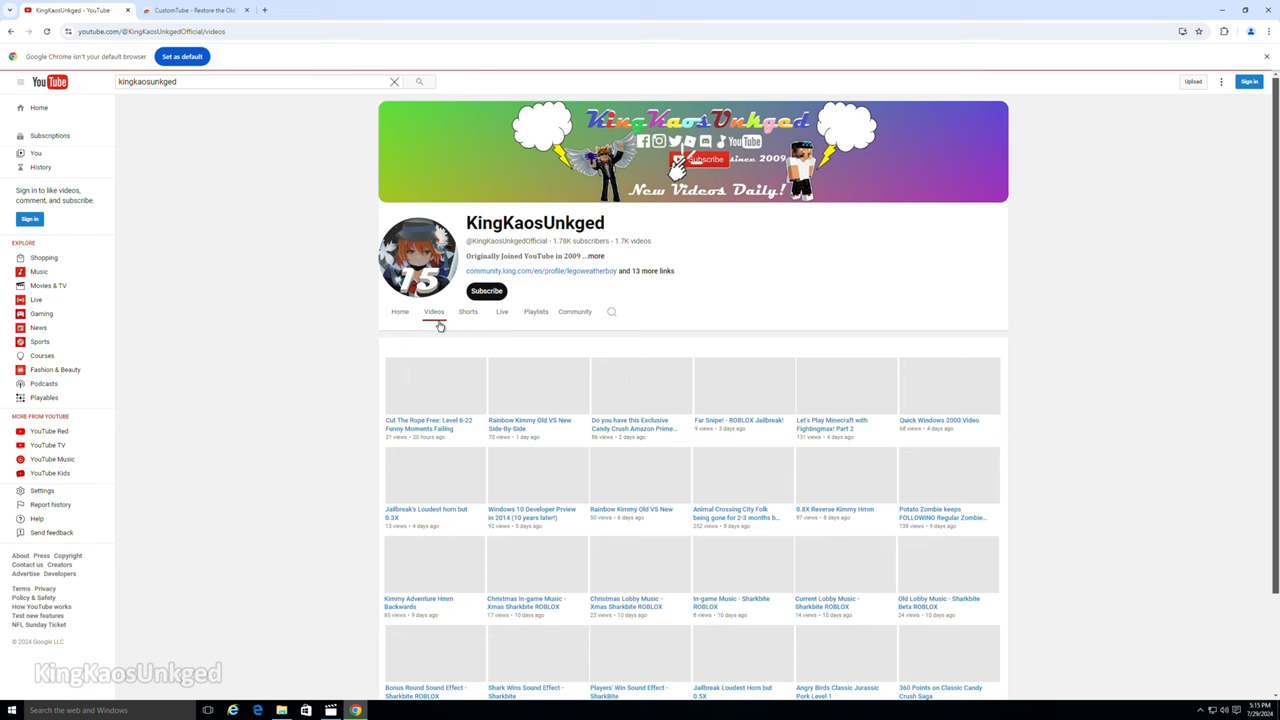 KingKaosUnkged - YouTube
CustomTube - Restore the Old
youtube.com/@KingKaosUnkgedOfficial/videos
Google Chrome isn't your default browser
Set as default
YouTube
kingkaosunkged
Upload
Sign in
Home
Subscriptions
You
History
Sign in to like videos,
comment, and subscribe.
Sign in
EXPLORE
Shopping
Music
Movies & TV
Live
Gaming
News
Sports
Courses
Fashion & Beauty
Podcasts
Playables
MORE FROM YOUTUBE
YouTube Red
YouTube TV
YouTube Music
YouTube Kids
Settings
Report history
Help
Send feedback
About Press Copyright
Contact us Creators
Advertise Developers
Terms Privacy
Policy & Safety
How YouTube works
Test new features
NFL Sunday Ticket
© 2024 Google LLC
KingKaosUnkged
YouTube
Subscribe since 2009
New Videos Daily!
15
KingKaosUnkged
@KingKaosUnkgedOfficial · 1.78K subscribers · 1.7K videos
Originally Joined YouTube in 2009 ...more
community.king.com/en/profile/legoweatherboy and 13 more links
Subscribe
Home Videos Shorts Live Playlists Community
Cut The Rope Free: Level 6-22
Funny Moments Failing
21 views • 20 hours ago
Rainbow Kimmy Old VS New
Side-By-Side
70 views • 1 day ago
Do you have this Exclusive
Candy Crush Amazon Prime...
86 views • 2 days ago
Far Snipe! - ROBLOX Jailbreak!
9 views • 3 days ago
Let's Play Minecraft with
Fightingmax! Part 2
131 views • 4 days ago
Quick Windows 2000 Video
68 views • 4 days ago
Jailbreak's Loudest horn but
0.3X
13 views • 4 days ago
Windows 10 Developer Prview
in 2014 (10 years later!)
92 views • 5 days ago
Rainbow Kimmy Old VS New
50 views • 6 days ago
Animal Crossing City Folk
being gone for 2-3 months b...
252 views • 8 days ago
0.8X Reverse Kimmy Hmm
97 views • 8 days ago
Potato Zombie keeps
FOLLOWING Regular Zombie...
138 views • 9 days ago
Kimmy Adventure Hmm
Backwards
85 views • 9 days ago
Christmas In-game Music -
Xmas Sharkbite ROBLOX
17 views • 10 days ago
Christmas Lobby Music -
Xmas Sharkbite ROBLOX
23 views • 10 days ago
In-game Music - Sharkbite
ROBLOX
8 views • 10 days ago
Current Lobby Music -
Sharkbite ROBLOX
14 views • 10 days ago
Old Lobby Music - Sharkbite
Beta ROBLOX
24 views • 10 days ago
Bonus Round Sound Effect -
Sharkbite ROBLOX
Shark Wins Sound Effect -
Sharkbite
Players' Win Sound Effect -
SharkBite
Jailbreak Loudest Horn but
0.5X
Angry Birds Classic Jurassic
Pork Level 1
360 Points on Classic Candy
Crush Saga
KingKaosUnkged
Search the web and Windows
5:15 PM
7/29/2024